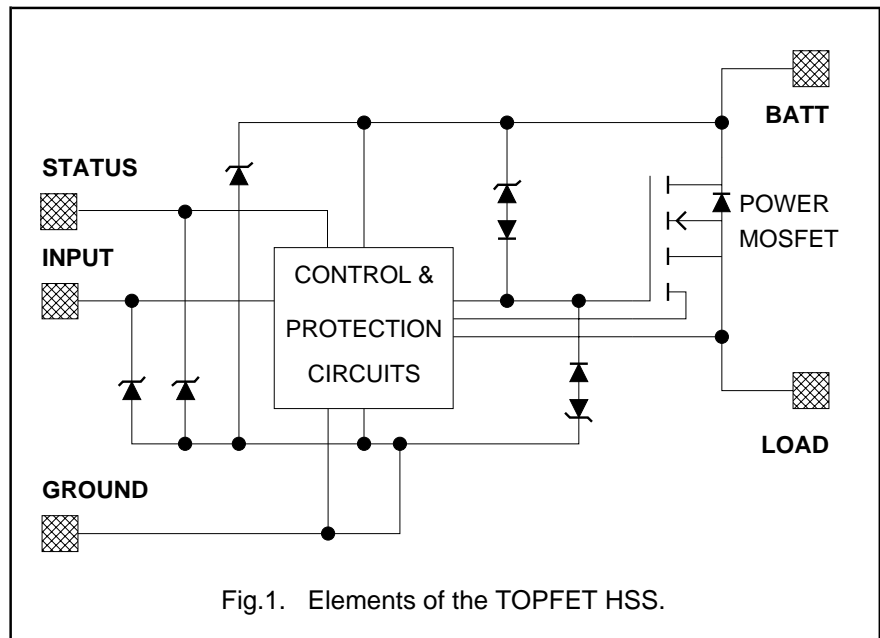 BATT
STATUS
POWER
MOSFET
INPUT
CONTROL &
PROTECTION
CIRCUITS
LOAD
GROUND
Fig.1. Elements of the TOPFET HSS.